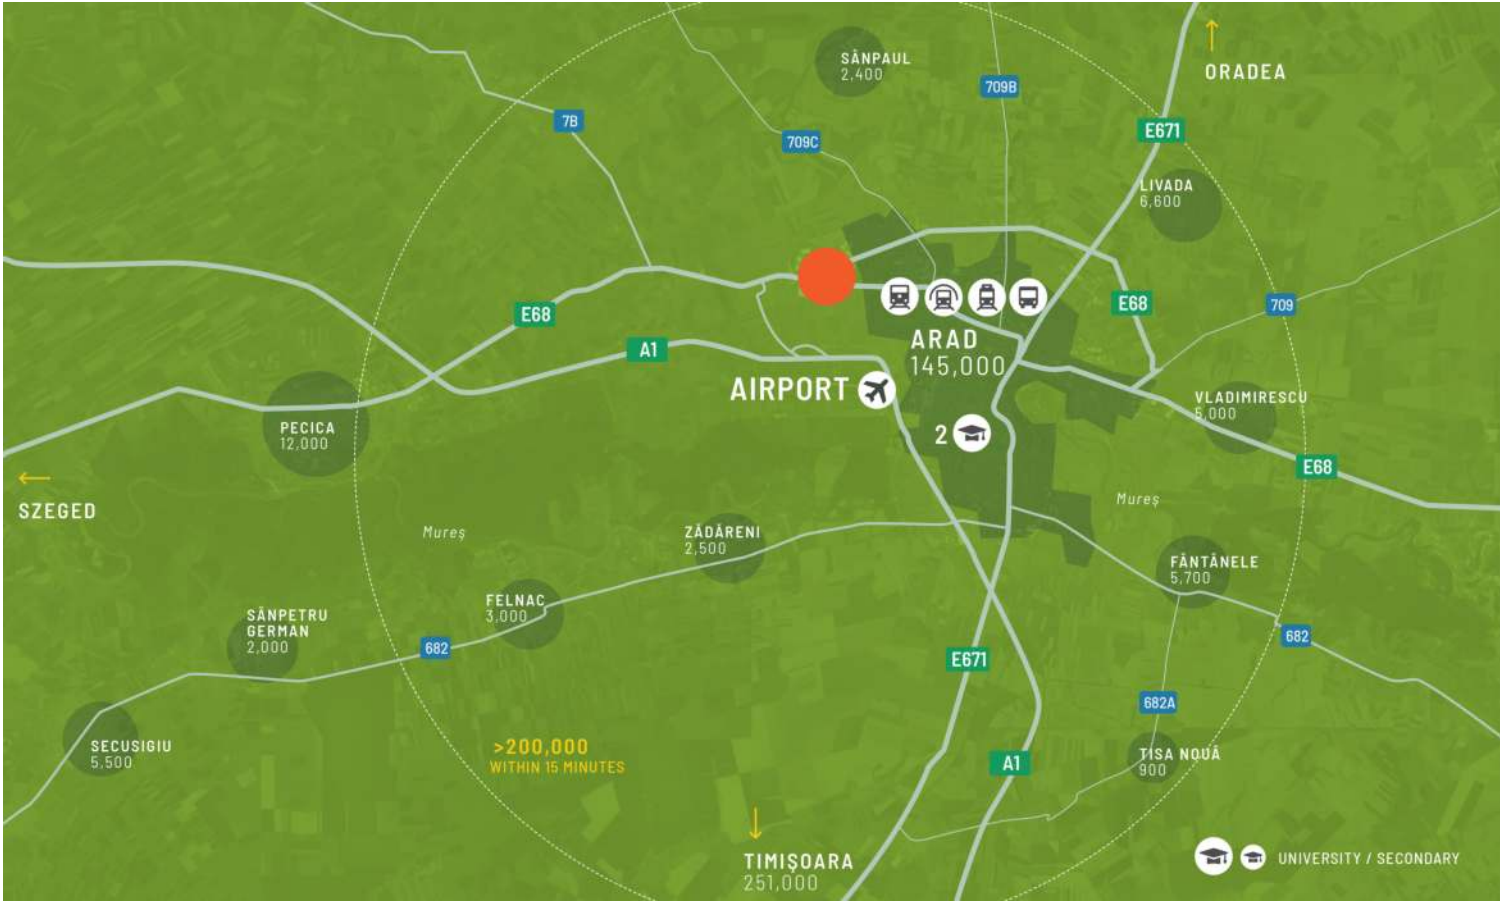 SÂNPAUL
2,400
ORADEA
709B
7B
E671
709C
LIVADA
6,600
E68
E68
709
A1
ARAD
145,000
AIRPORT
VLADIMIRESCU
5,000
2
PECICA
12,000
E68
SZEGED
Mureș
Mureș
ZĂDĂRENI
2,500
FÂNTÂNELE
5,700
FELNAC
3,000
SÂNPETRU
GERMAN
2,000
682
682
E671
682A
SECUSIGIU
5,500
>200,000
WITHIN 15 MINUTES
TISA NOUĂ
900
A1
TIMIȘOARA
251,000
UNIVERSITY / SECONDARY